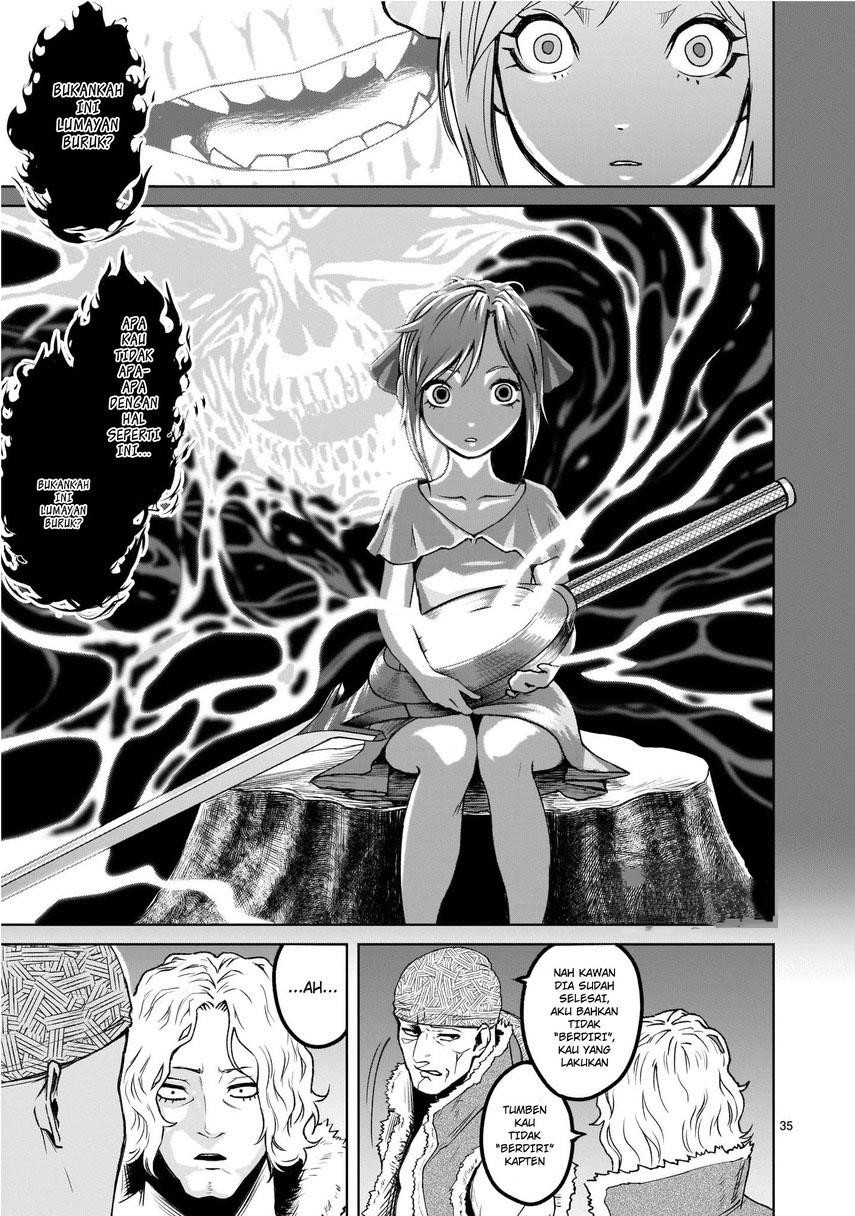 BUKANKAH
INI
LUMAYAN
BURUK?
APA
KAU
TIDAK
APA-
APA
DENGAN
HAL
SEPERTI
INI...
BUKANKAH
INI
LUMAYAN
BURUK?
NAH KAWAN
DIA SUDAH
SELESAI,
AKU BAHKAN
TIDAK
"BERDIRI",
KAU YANG
LAKUKAN
TUMBEN
KAU
TIDAK
"BERDIRI"
KAPTEN
...AH...
35